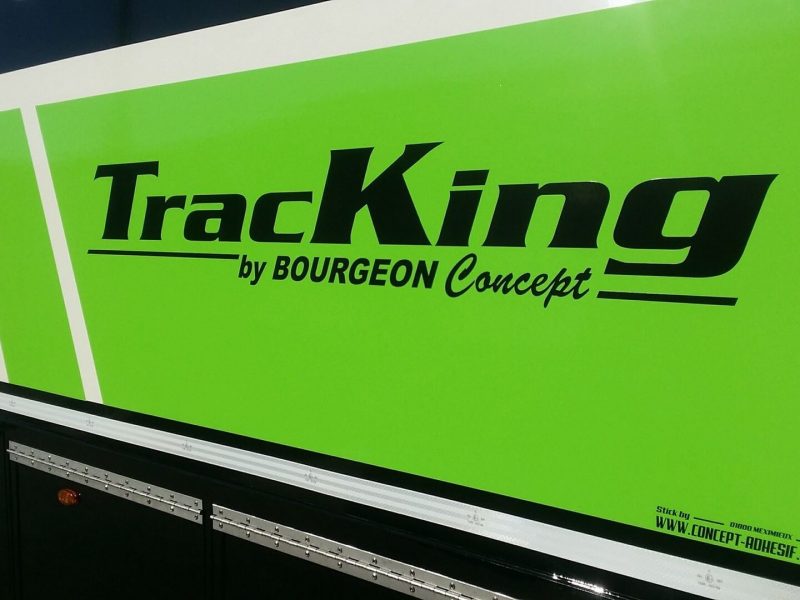 TracKing
by BOURGEON Concept
Stick by
01800 MEXIMIEUX
WWW.CONCEPT-ADHESIF.